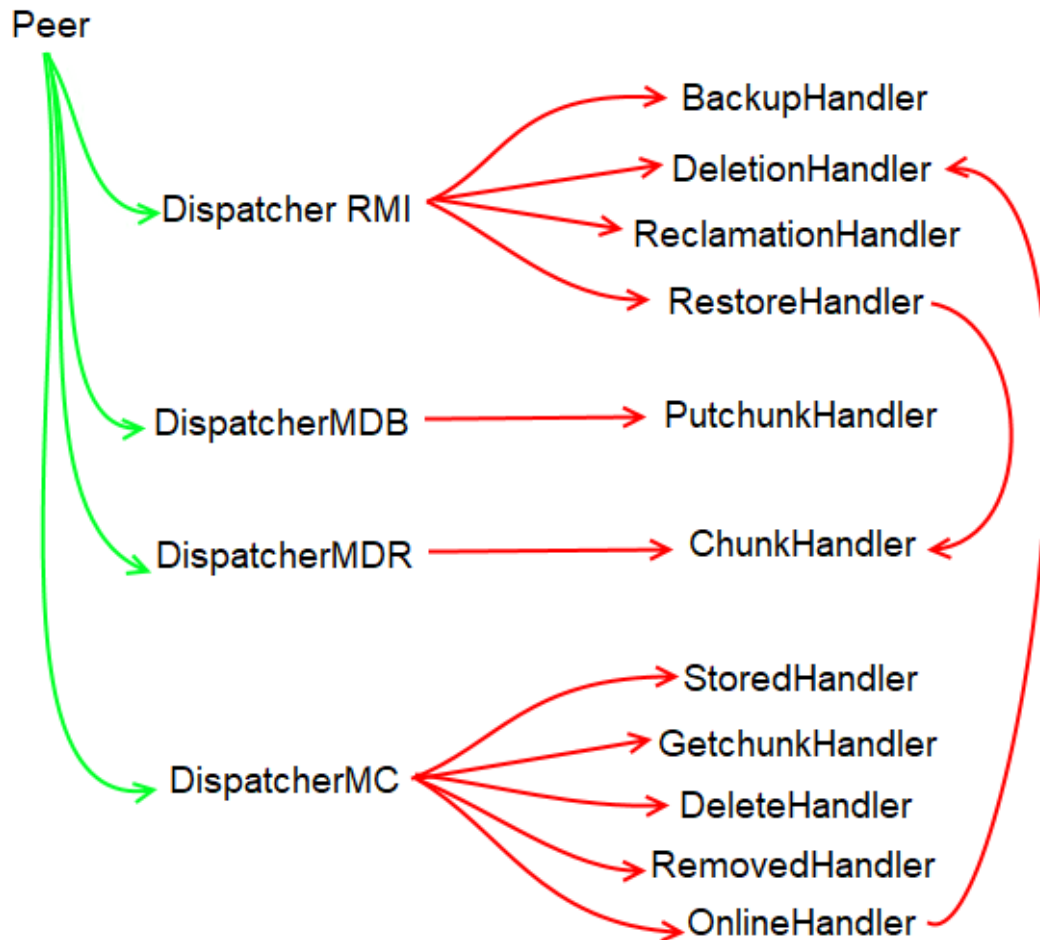 Peer
BackupHandler
DeletionHandler
Dispatcher RMI
ReclamationHandler
RestoreHandler
DispatcherMDB
PutchunkHandler
DispatcherMDR
ChunkHandler
StoredHandler
GetchunkHandler
DispatcherMC
DeleteHandler
RemovedHandler
OnlineHandler